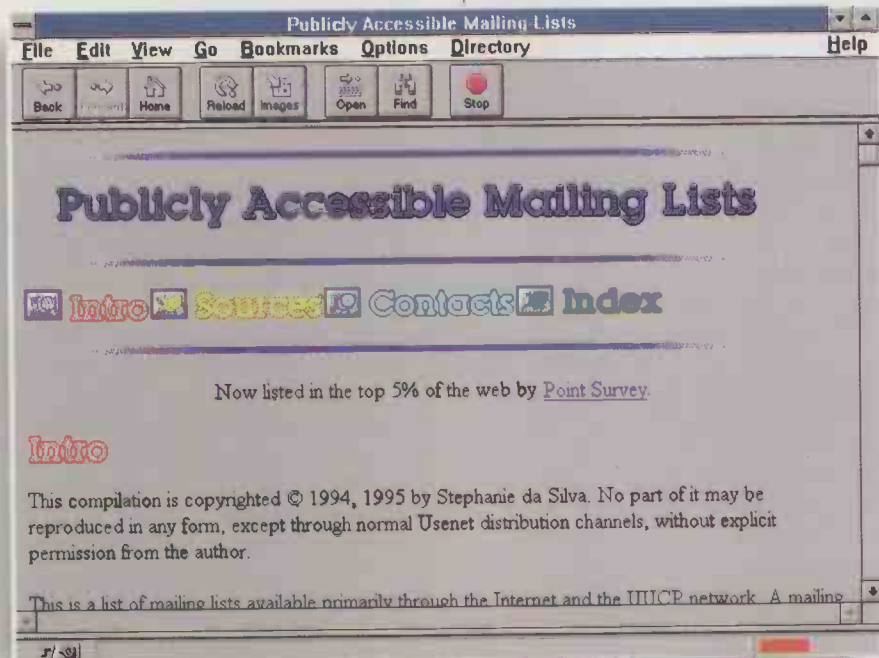 Publicly Accessible Mailing Lists
File Edit View Go Bookmarks Options Directory Help
Back Forward Home Reload Images Open Find Stop
Publicly Accessible Mailing Lists
Intro Sources Contacts Index
Now listed in the top 5% of the web by Point Survey.
Intro
This compilation is copyrighted © 1994, 1995 by Stephanie da Silva. No part of it may be
reproduced in any form, except through normal Usenet distribution channels, without explicit
permission from the author.
This is a list of mailing lists available primarily through the Internet and the UUCP network. A mailing